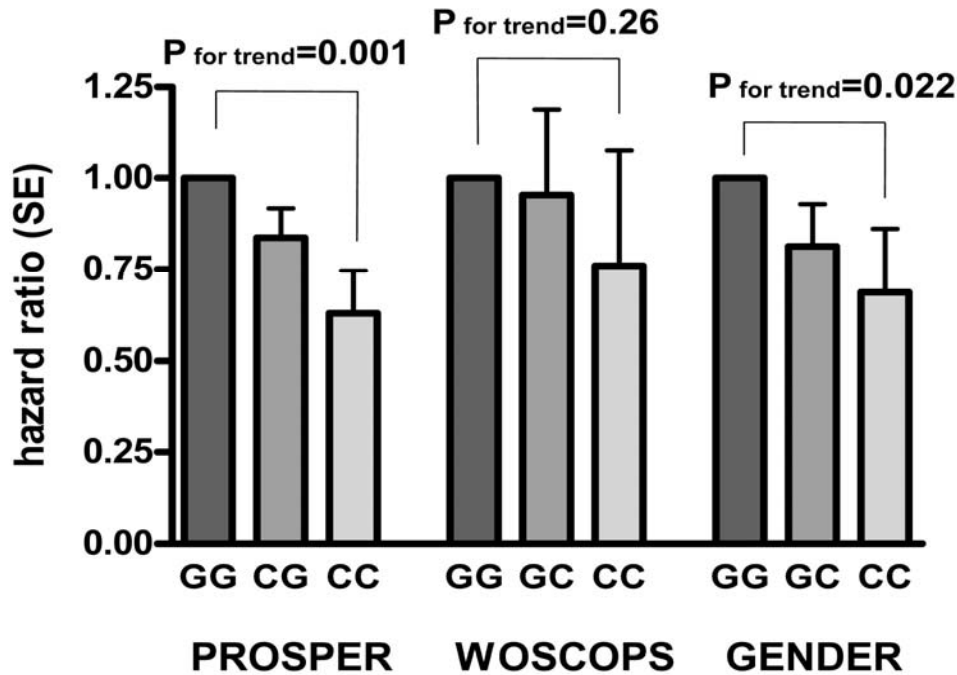 P for trend=0.001
P for trend=0.26
P for trend=0.022
hazard ratio (SE)
1.25
1.00
0.75
0.50
0.25
0.00
GG CG CC
GG GC CC
GG GC CC
PROSPER
WOSCOPS
GENDER